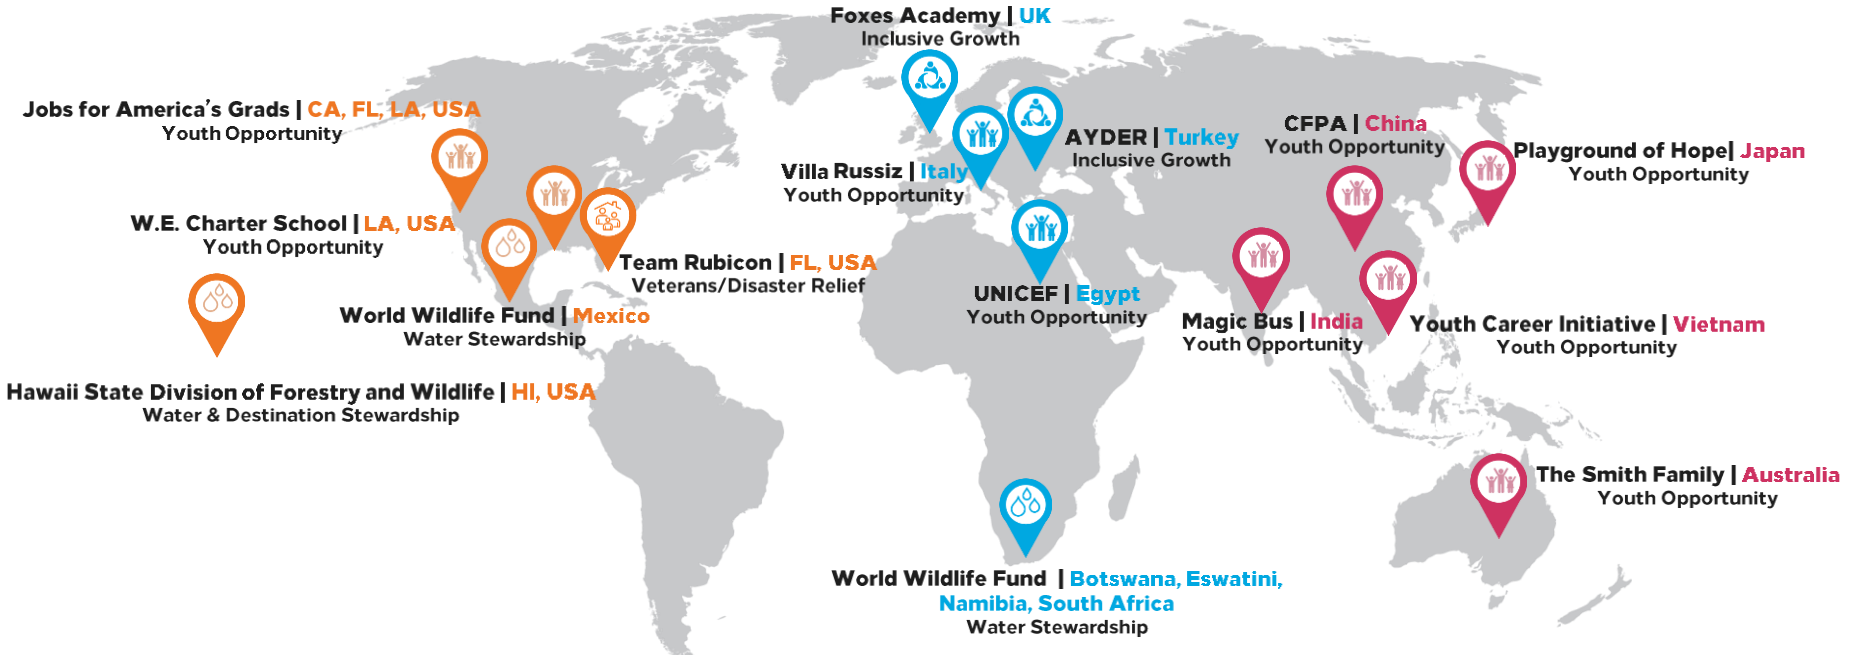 Foxes Academy | UK
Inclusive Growth
Jobs for America's Grads | CA, FL, LA, USA
Youth Opportunity
AYDER | Turkey
Inclusive Growth
CFPA | China
Youth Opportunity
Playground of Hope| Japan
Youth Opportunity
Villa Russiz | Italy
Youth Opportunity
W.E. Charter School | LA, USA
Youth Opportunity
Team Rubicon | FL, USA
Veterans/Disaster Relief
UNICEF | Egypt
Youth Opportunity
World Wildlife Fund | Mexico
Water Stewardship
Magic Bus | India
Youth Opportunity
Youth Career Initiative | Vietnam
Youth Opportunity
Hawaii State Division of Forestry and Wildlife | HI, USA
Water & Destination Stewardship
The Smith Family | Australia
Youth Opportunity
World Wildlife Fund | Botswana, Eswatini,
Namibia, South Africa
Water Stewardship